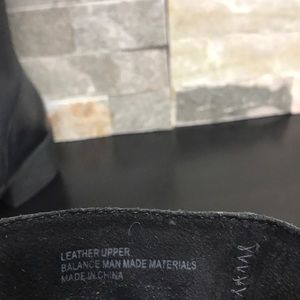 LEATHER UPPER
BALANCE MAN MADE MATERIALS
MADE IN CHINA